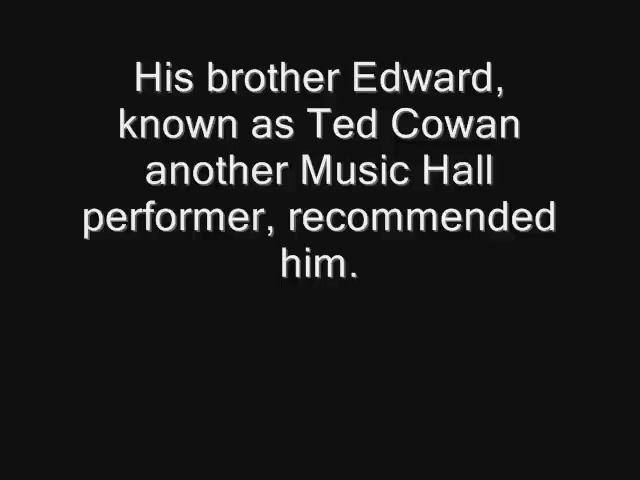 His brother Edward,
known as Ted Cowan
another Music Hall
performer, recommended
him.